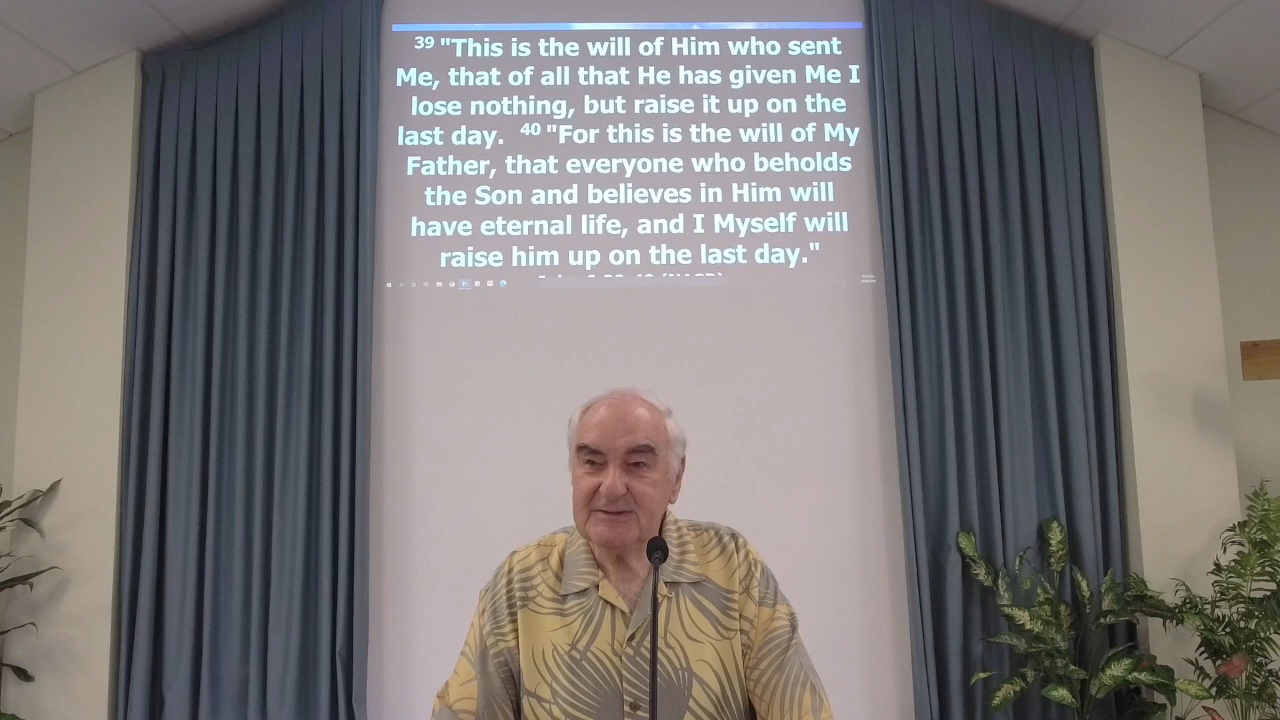 39 "This is the will of Him who sent
Me, that of all that He has given Me I
lose nothing, but raise it up on the
last day. 40 "For this is the will of My
Father, that everyone who beholds
the Son and believes in Him will
have eternal life, and I Myself will
raise him up on the last day."